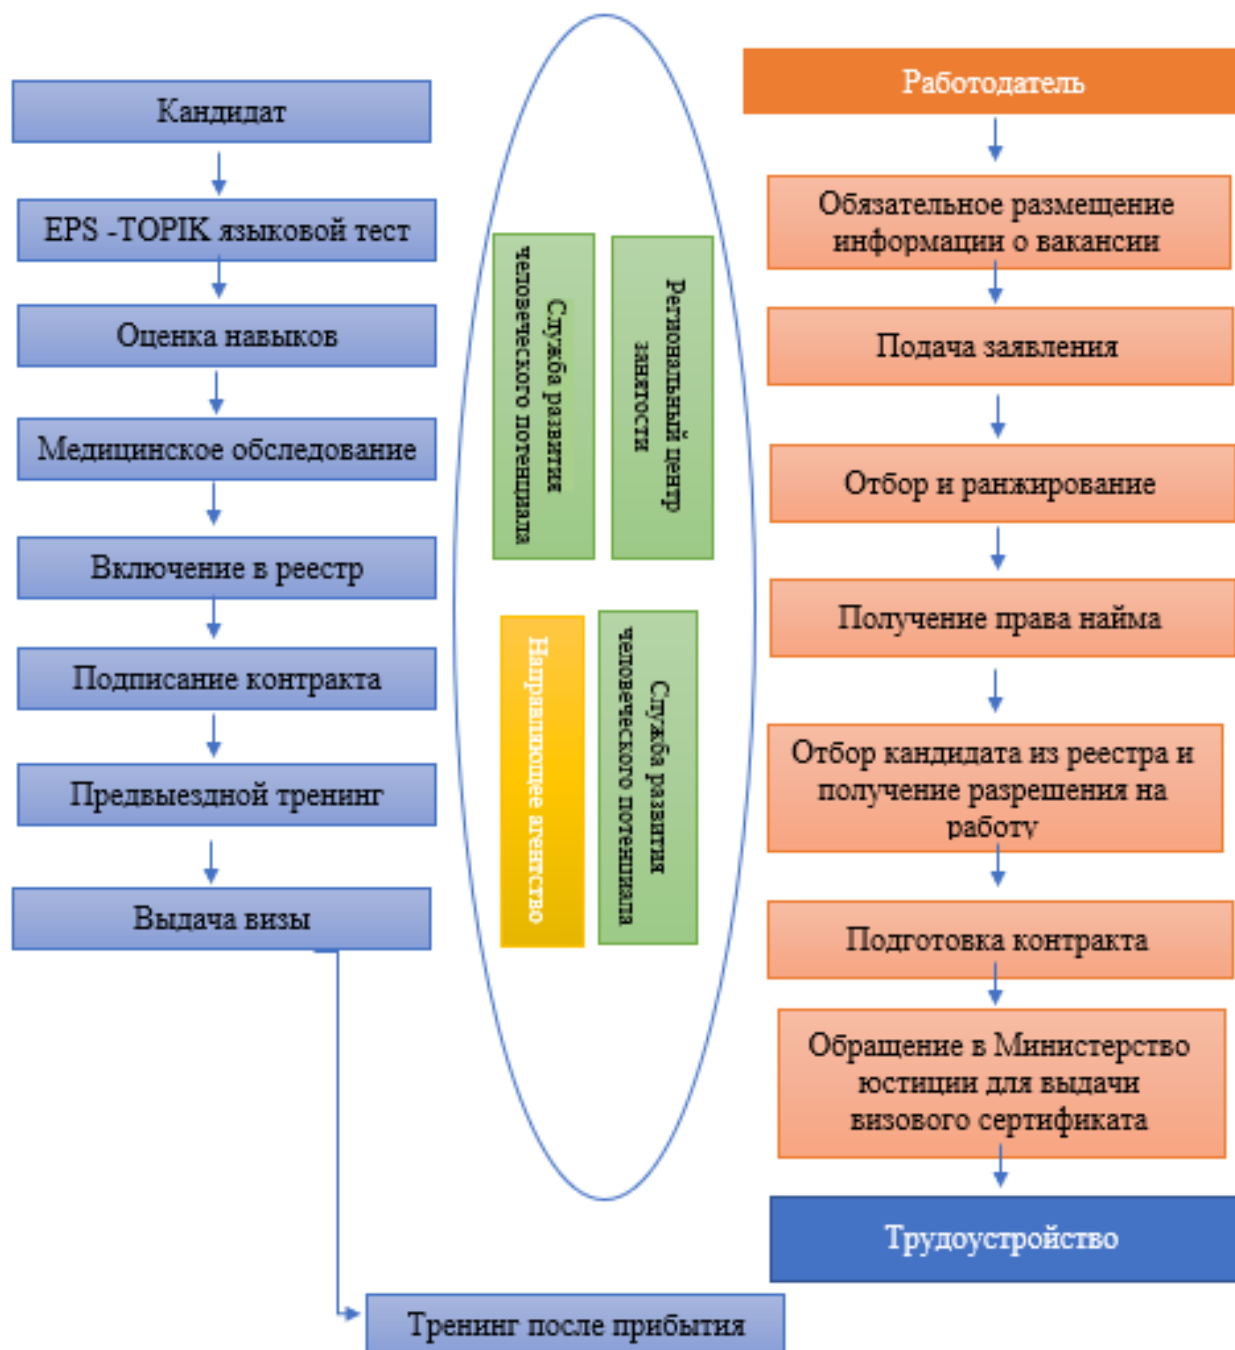 Кандидат
EPS -TOPIK языковой тест
Оценка навыков
Медицинское обследование
Включение в реестр
Подписание контракта
Предвыездной тренинг
Выдача визы
Тренинг после прибытия
Служба развития
человеческого потенциала
Региональный центр
занятости
Направляющее агентство
Служба развития
человеческого потенциала
Работодатель
Обязательное размещение
информации о вакансии
Подача заявления
Отбор и ранжирование
Получение права найма
Отбор кандидата из реестра и
получение разрешения на
работу
Подготовка контракта
Обращение в Министерство
юстиции для выдачи
визового сертификата
Трудоустройство